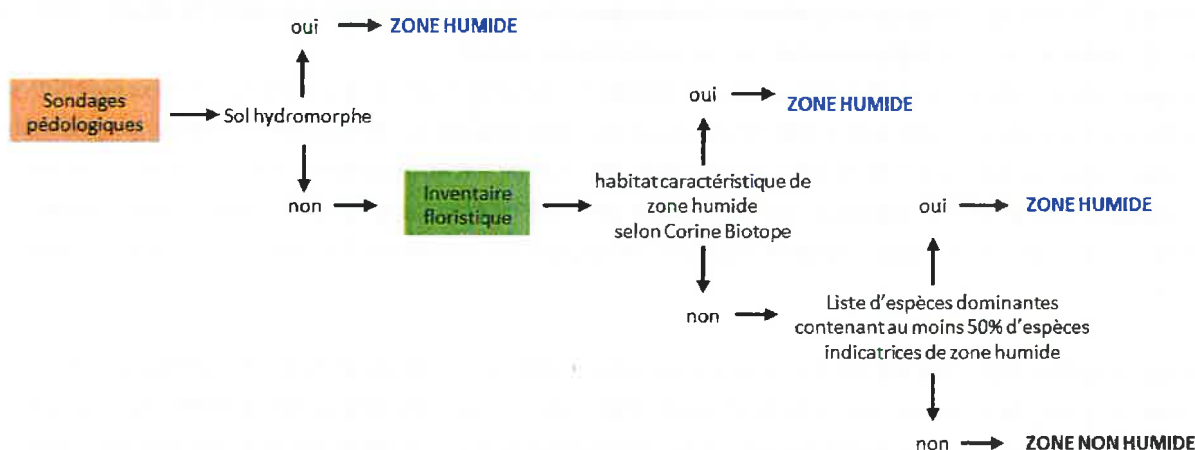 oui
ZONE HUMIDE
Sondages
pédologiques
Sol hydromorphe
non
Inventaire
floristique
habitat caractéristique de
zone humide
selon Corine Biotope
oui
ZONE HUMIDE
non
Liste d'espèces dominantes
contenant au moins 50% d'espèces
indicatrices de zone humide
oui
ZONE HUMIDE
non
ZONE NON HUMIDE